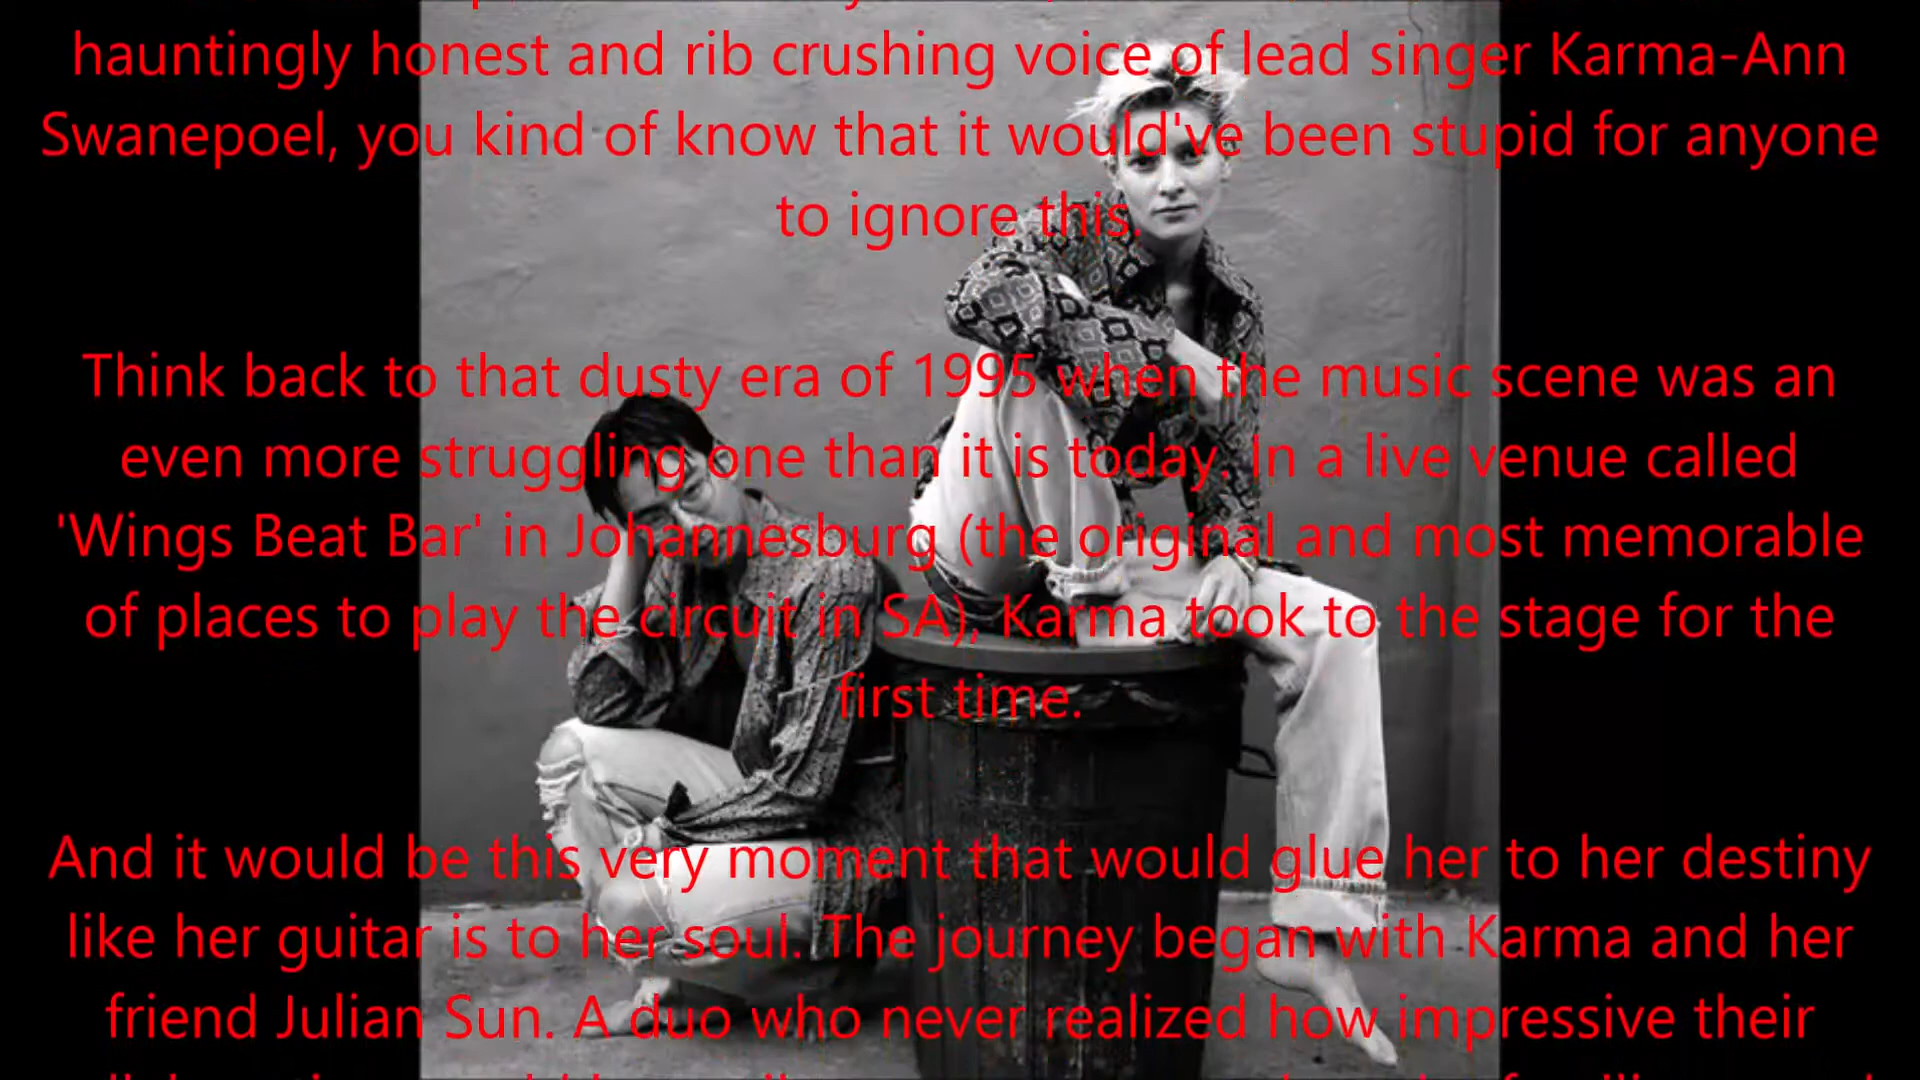 hauntingly honest and rib crushing voice of lead singer Karma-Ann
Swanepoel, you kind of know that it would've been stupid for anyone
to ignore this.
Think back to that dusty era of 1995 when the music scene was an
even more struggling one than it is today. In a live venue called
'Wings Beat Bar' in Johannesburg (the original and most memorable
of places to play the circuit in SA), Karma took to the stage for the
first time.
And it would be this very moment that would glue her to her destiny
like her guitar is to her soul. The journey began with Karma and her
friend Julian Sun. A duo who never realized how impressive their